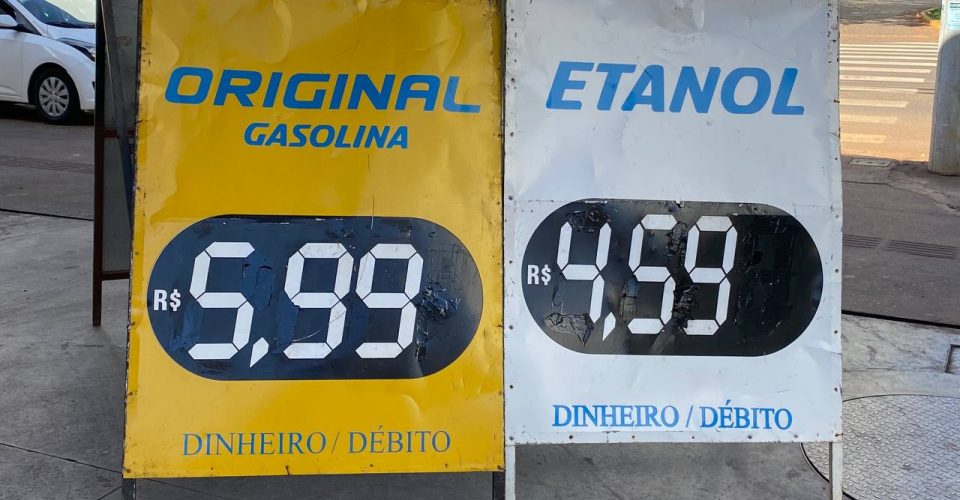 ORIGINAL
GASOLINA
R$ 5,99
DINHEIRO / DÉBITO
ETANOL
R$ 4,59
DINHEIRO / DÉBITO